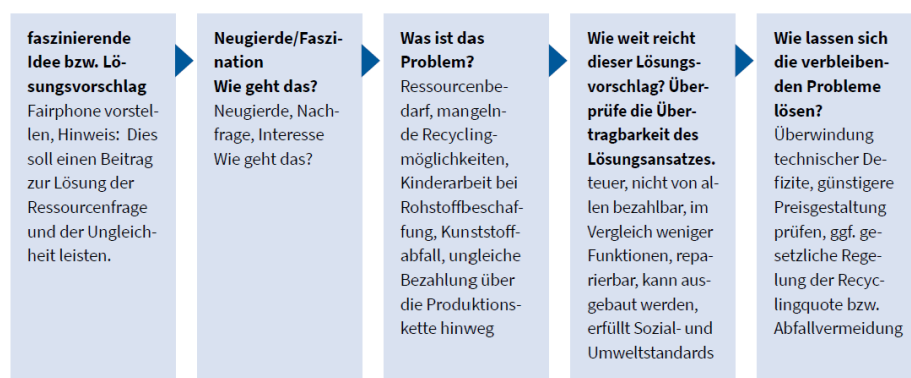 faszinierende
Idee bzw. Lö-
sungsvorschlag
Fairphone vorstel-
len, Hinweis:  Dies
soll einen Beitrag
zur Lösung der
Ressourcenfrage
und der Ungleich-
heit leisten.
Neugierde/Faszi-
nation
Wie geht das?
Neugierde, Nach-
frage, Interesse
Wie geht das?
Was ist das
Problem?
Ressourcenbe-
darf, mangeln-
de Recycling-
möglichkeiten,
Kinderarbeit bei
Rohstoffbeschaf-
fung, Kunststoff-
abfall, ungleiche
Bezahlung über
die Produktions-
kette hinweg
Wie weit reicht
dieser Lösungs-
vorschlag? Über-
prüfe die Über-
tragbarkeit des
Lösungsansatzes.
teuer, nicht von al-
len bezahlbar, im
Vergleich weniger
Funktionen, repa-
rierbar, kann aus-
gebaut werden,
erfüllt Sozial- und
Umweltstandards
Wie lassen sich
die verbleiben-
den Probleme
lösen?
Überwindung
technischer De-
fizite, günstigere
Preisgestaltung
prüfen, ggf. ge-
setzliche Rege-
lung der Recyc-
lingquote bzw.
Abfallvermeidung